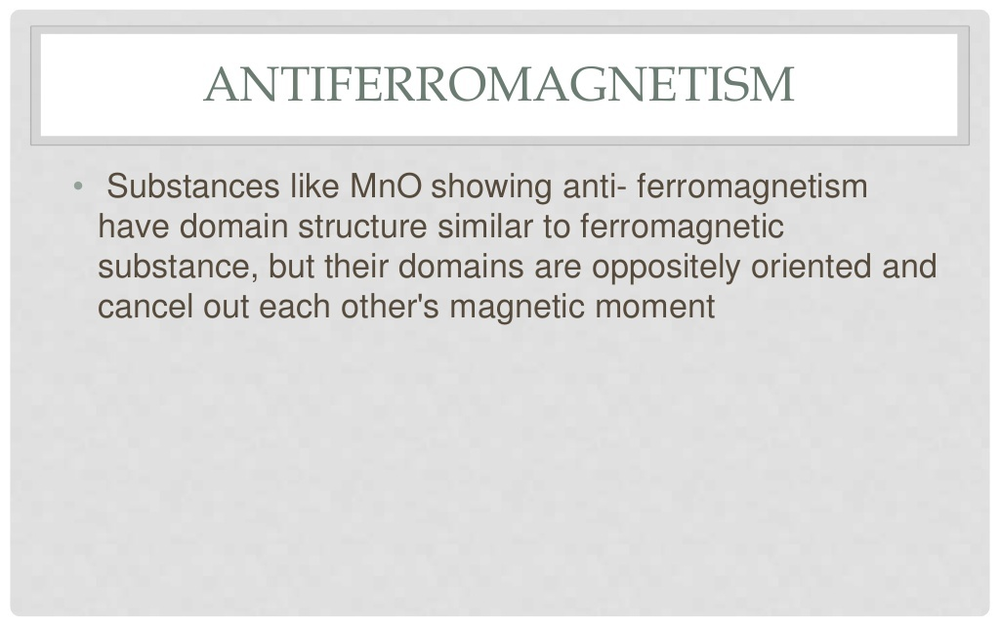 ANTIFERROMAGNETISM
• Substances like MnO showing anti- ferromagnetism
have domain structure similar to ferromagnetic
substance, but their domains are oppositely oriented and
cancel out each other's magnetic moment